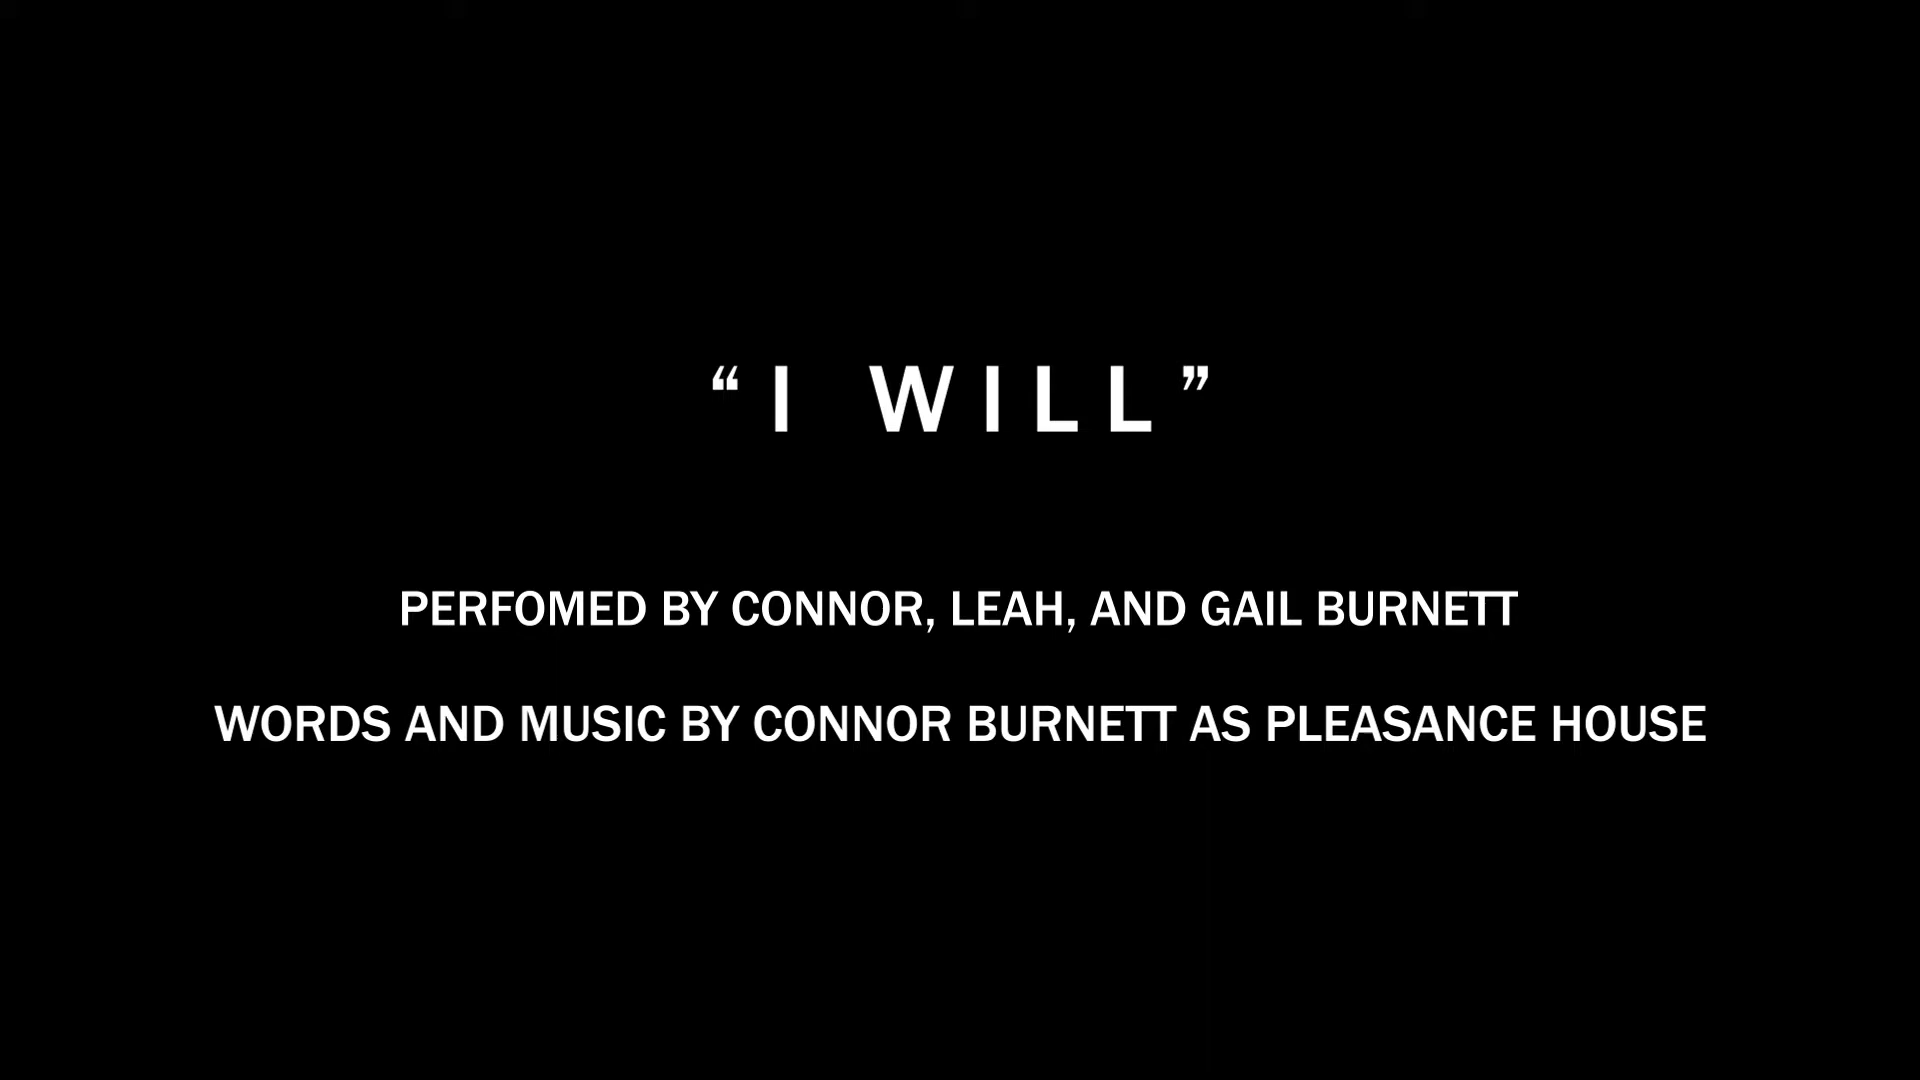 “I WILL”
PERFOMED BY CONNOR, LEAH, AND GAIL BURNETT
WORDS AND MUSIC BY CONNOR BURNETT AS PLEASANCE HOUSE